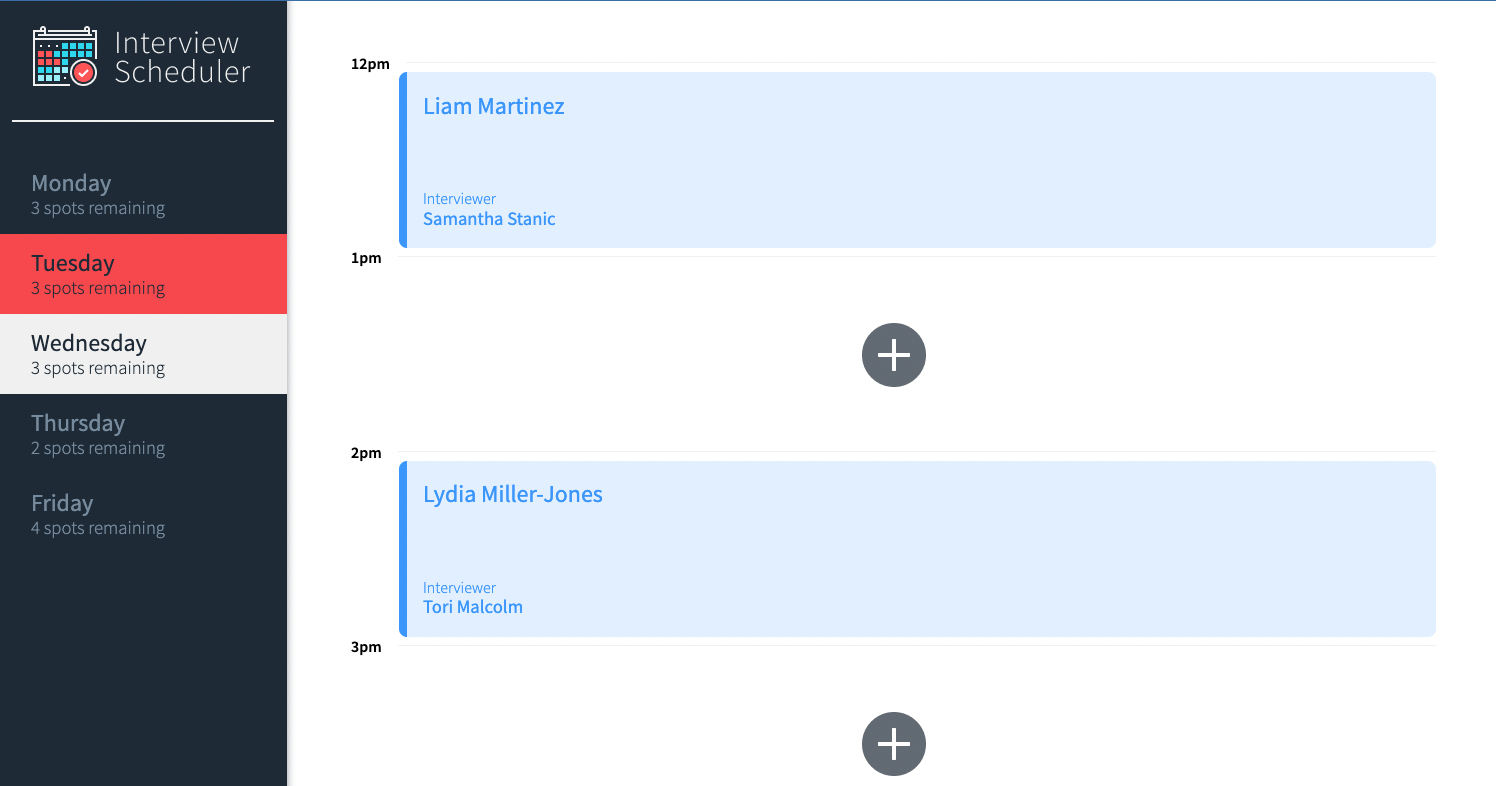 Interview
Scheduler
Monday
3 spots remaining
Tuesday
3 spots remaining
Wednesday
3 spots remaining
Thursday
2 spots remaining
Friday
4 spots remaining
12pm
Liam Martinez
Interviewer
Samantha Stanic
1pm
2pm
Lydia Miller-Jones
Interviewer
Tori Malcolm
3pm